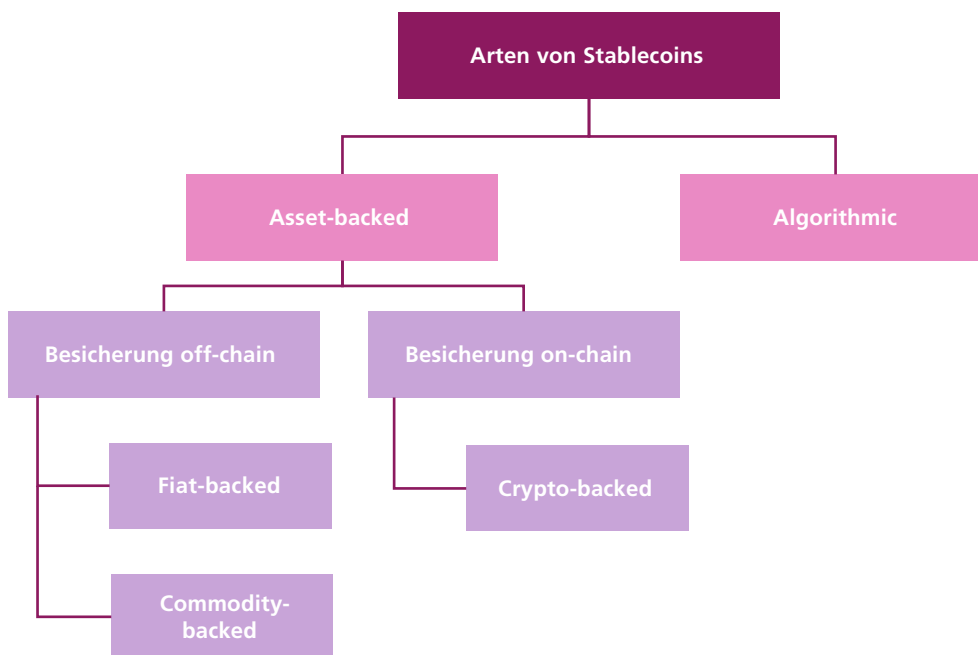 Arten von Stablecoins
Asset-backed
Algorithmic
Besicherung off-chain
Besicherung on-chain
Fiat-backed
Crypto-backed
Commodity-
backed